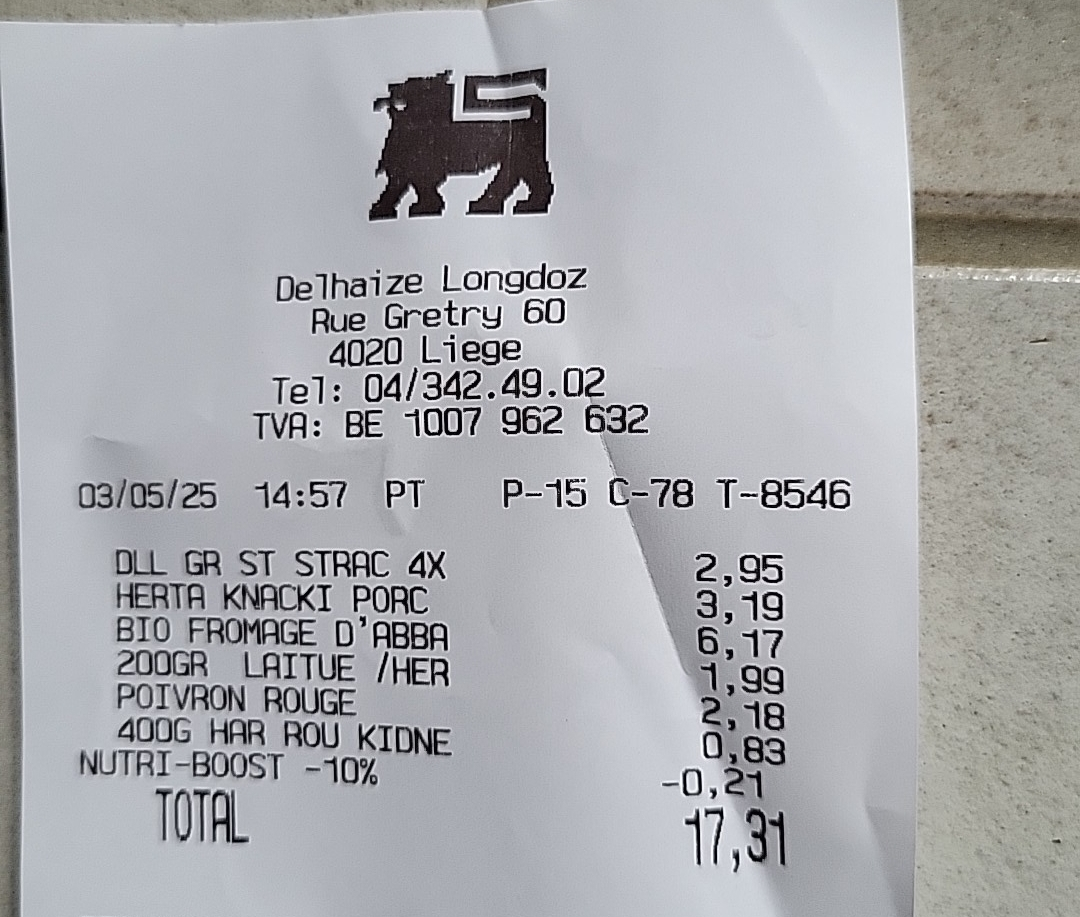 Delhaize Longdoz
Rue Gretry 60
4020 Liege
Tel: 04/342.49.02
TVA: BE 1007 962 632
03/05/25 14:57 PT P-15 C-78 T-8546
DLL GR ST STRAC 4X 2,95
HERTA KNACKI PORC 3,19
BIO FROMAGE D'ABBA 6,17
200GR LAITUE /HER 1,99
POIVRON ROUGE 2,18
400G HAR ROU KIDNE 0,83
NUTRI-BOOST -10% -0,21
TOTAL 17,31